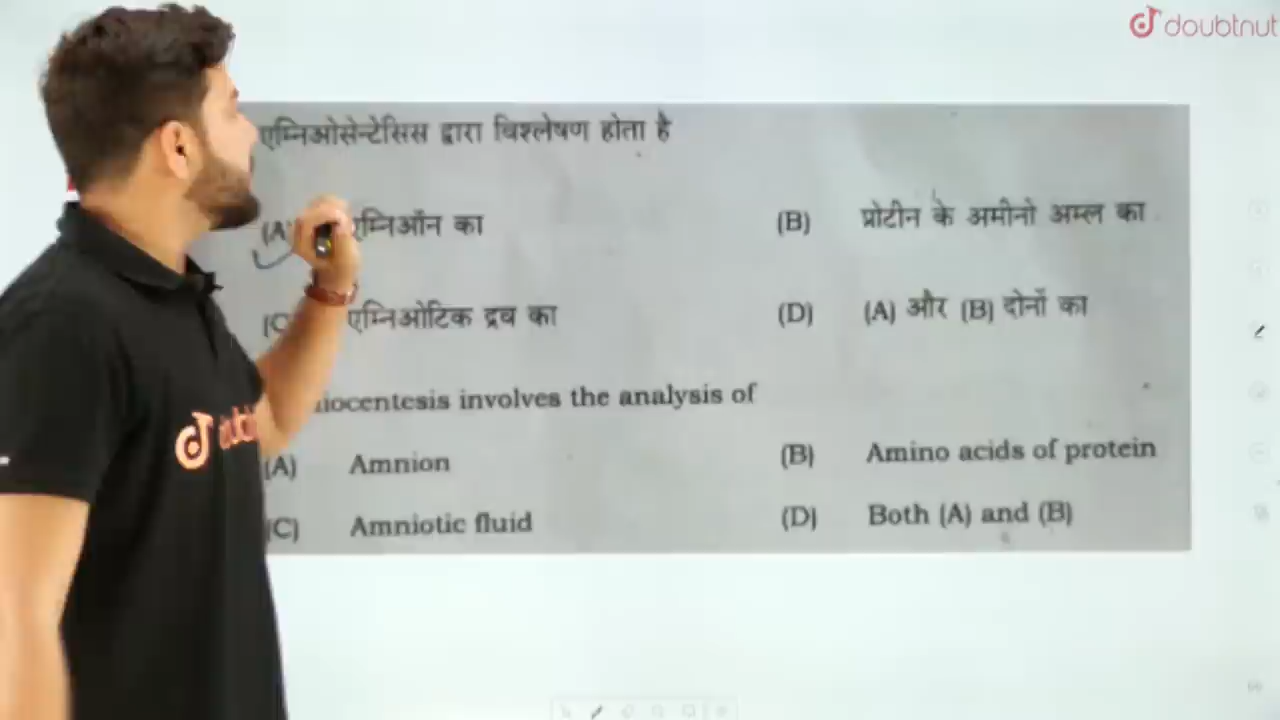 doubtnut
एम्निओसेन्टेसिस द्वारा विश्लेषण होता है
(A) एम्निऑन का (B) प्रोटीन के अमीनो अम्ल का
(C एम्निओटिक द्रव का (D) (A) और (B) दोनों का
niocentesis involves the analysis of
(A) Amnion (B) Amino acids of protein
(C) Amniotic fluid (D) Both (A) and (B)